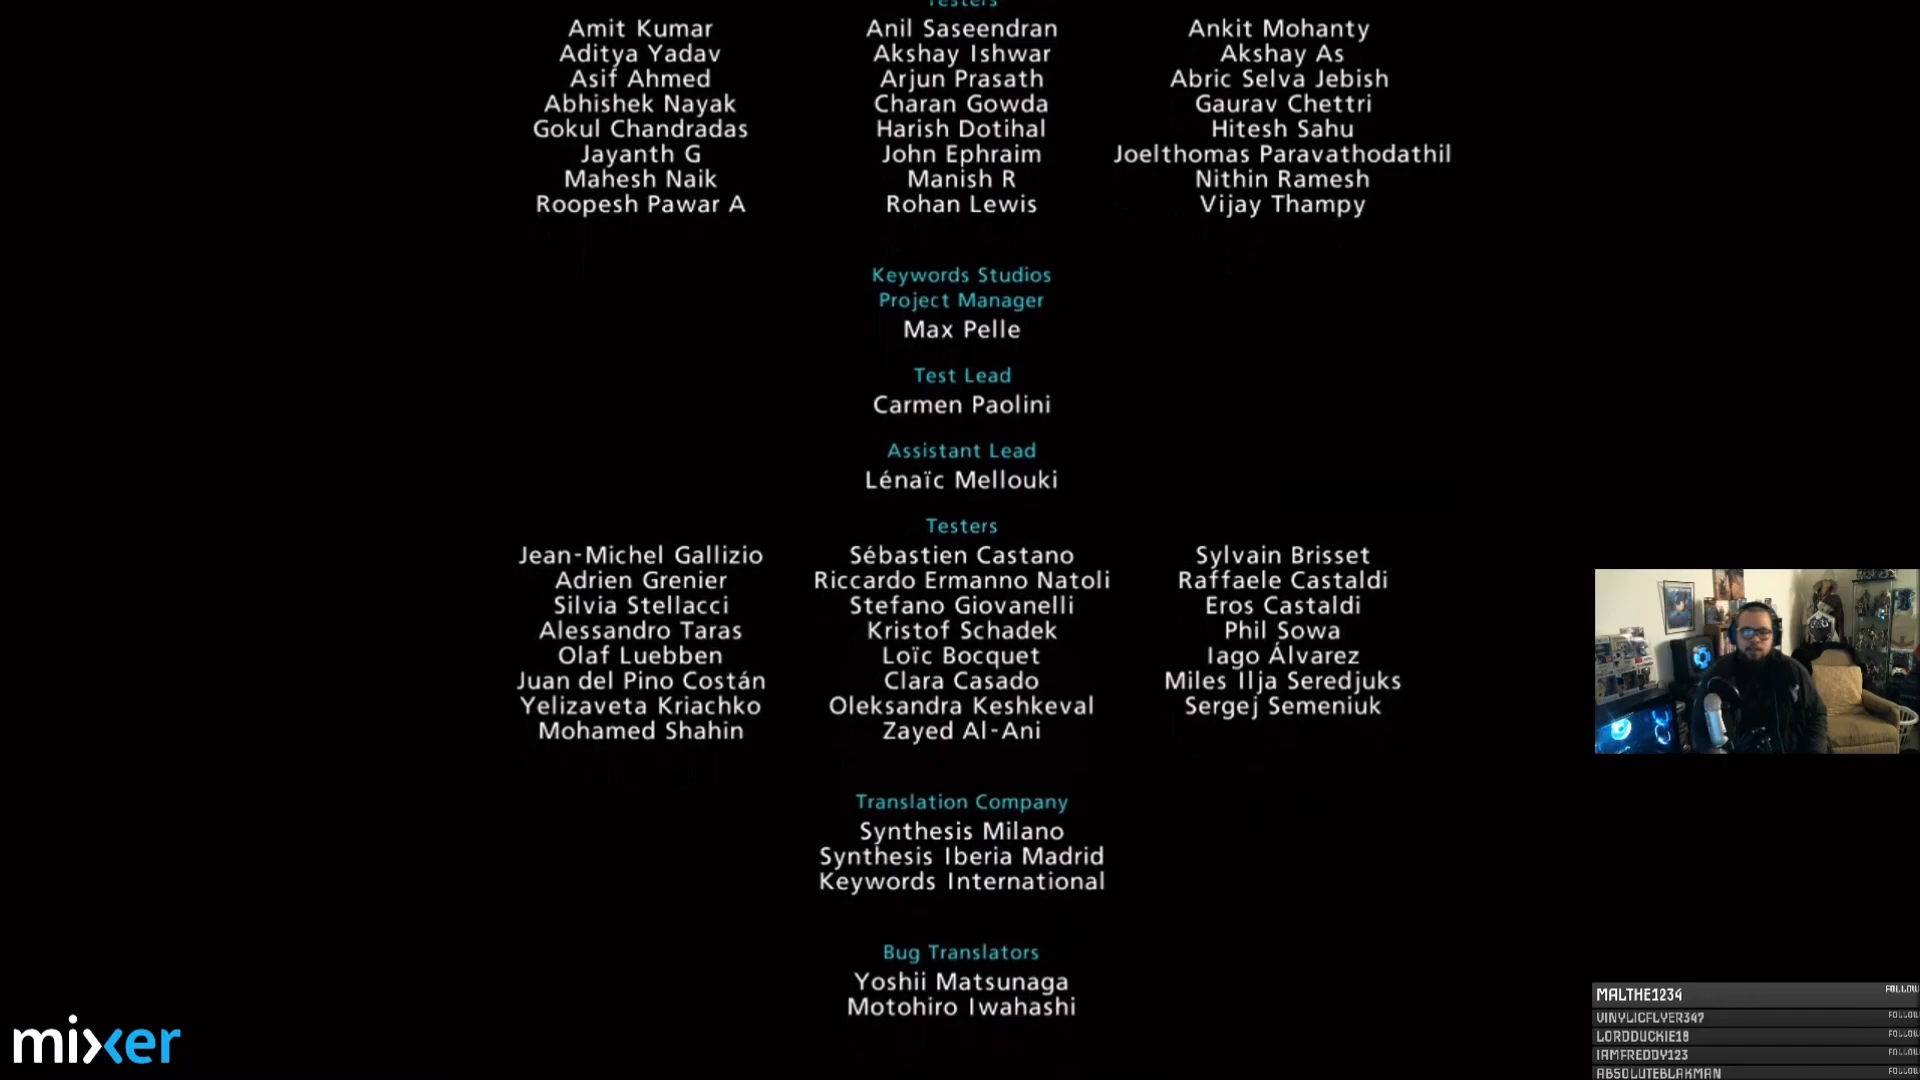 Testers
Amit Kumar Anil Saseendran Ankit Mohanty
Aditya Yadav Akshay Ishwar Akshay As
Asif Ahmed Arjun Prasath Abric Selva Jebish
Abhishek Nayak Charan Gowda Gaurav Chettri
Gokul Chandradas Harish Dotihal Hitesh Sahu
Jayanth G John Ephraim Joelthomas Paravathodathil
Mahesh Naik Manish R Nithin Ramesh
Roopesh Pawar A Rohan Lewis Vijay Thampy
Keywords Studios
Project Manager
Max Pelle
Test Lead
Carmen Paolini
Assistant Lead
Lénaïc Mellouki
Testers
Jean-Michel Gallizio Sébastien Castano Sylvain Brisset
Adrien Grenier Riccardo Ermanno Natoli Raffaele Castaldi
Silvia Stellacci Stefano Giovanelli Eros Castaldi
Alessandro Taras Kristof Schadek Phil Sowa
Olaf Luebben Loïc Bocquet Iago Álvarez
Juan del Pino Costán Clara Casado Miles Ilja Seredjuks
Yelizaveta Kriachko Oleksandra Keshkeval Sergej Semeniuk
Mohamed Shahin Zayed Al-Ani
Translation Company
Synthesis Milano
Synthesis Iberia Madrid
Keywords International
Bug Translators
Yoshii Matsunaga
Motohiro Iwahashi
mixer
MALTHE1234 FOLLOW
VINYLICFLYER347 FOLLOW
LORDDUCKIE18 FOLLOW
IAMFREDDY123 FOLLOW
ABSOLUTEBLAKMAN FOLLOW